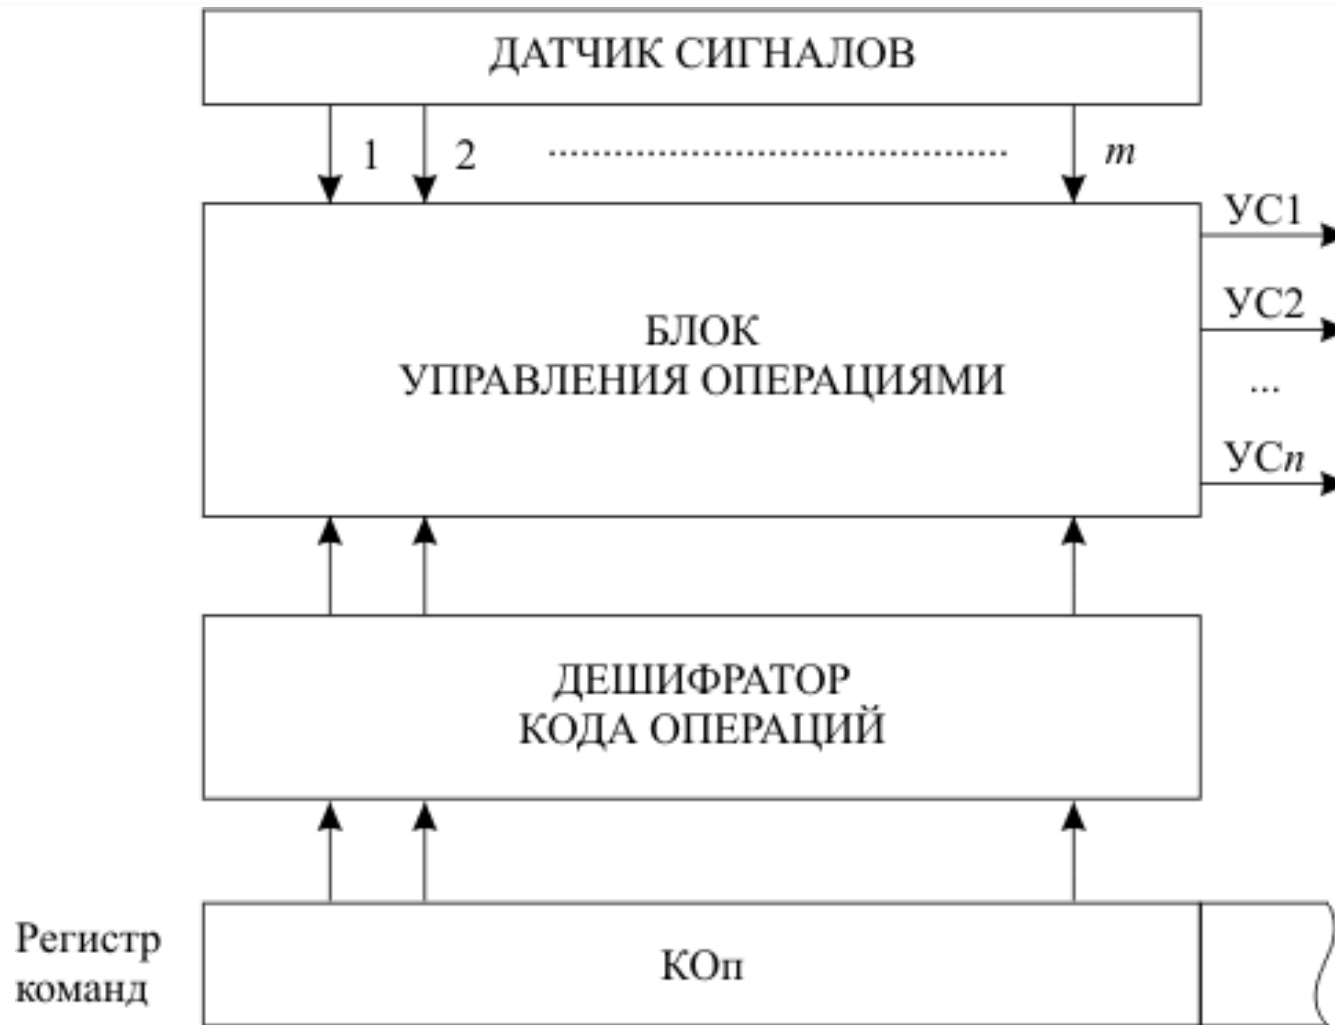 ДАТЧИК СИГНАЛОВ
1
2
m
УС1
УС2
...
УСn
БЛОК
УПРАВЛЕНИЯ ОПЕРАЦИЯМИ
ДЕШИФРАТОР
КОДА ОПЕРАЦИЙ
Регистр
команд
КОп